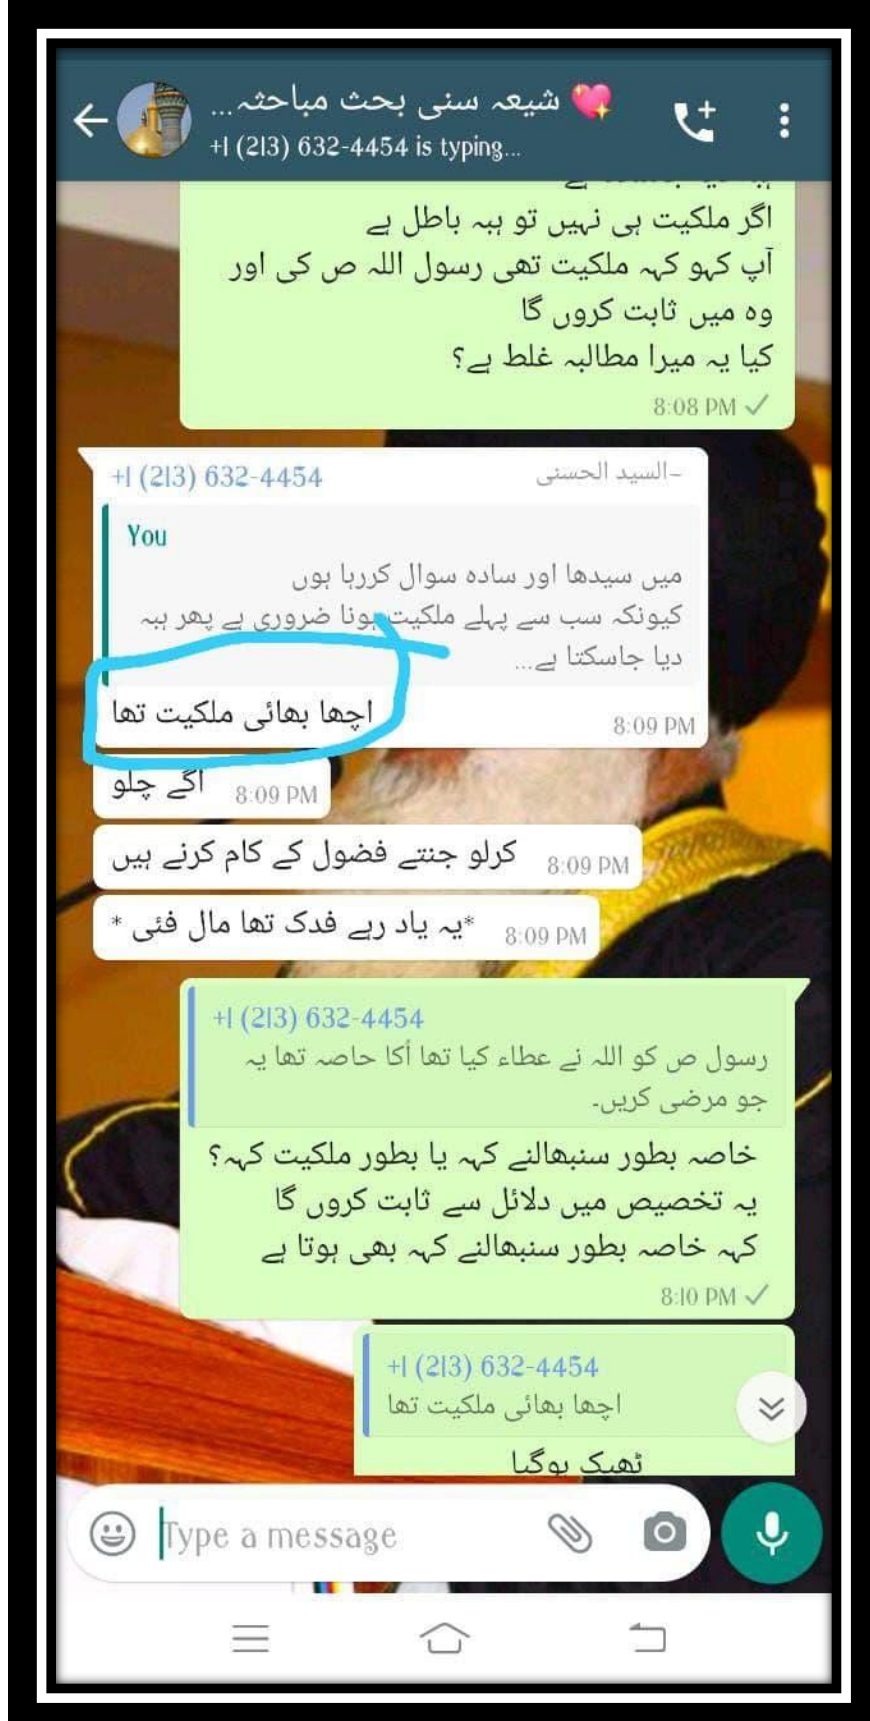 شیعہ سنی بحث مباحثہ... 💖
+1 (213) 632-4454 is typing...
اگر ملکیت ہی نہیں تو ہبہ باطل ہے
آپ کہو کہ ملکیت تھی رسول اللہ ص کی اور
وہ میں ثابت کروں گا
کیا یہ میرا مطالبہ غلط ہے؟
8:08 PM
+1 (213) 632-4454 ~السید الحسنی
You
میں سیدھا اور سادہ سوال کررہا ہوں
کیونکہ سب سے پہلے ملکیت ہونا ضروری ہے پھر ہبہ
دیا جاسکتا ہے...
اچھا بھائی ملکیت تھا
8:09 PM
اگے چلو 8:09 PM
کرلو جنتے فضول کے کام کرنے ہیں 8:09 PM
*یہ یاد رہے فدک تھا مال فئی * 8:09 PM
+1 (213) 632-4454
رسول ص کو اللہ نے عطاء کیا تھا اُکا حاصہ تھا یہ
جو مرضی کریں۔
خاصہ بطور سنبھالنے کہ یا بطور ملکیت کہہ؟
یہ تخصیص میں دلائل سے ثابت کروں گا
کہہ خاصہ بطور سنبھالنے کہہ بھی ہوتا ہے
8:10 PM
+1 (213) 632-4454
اچھا بھائی ملکیت تھا
ٹھیک ہوگیا
Type a message